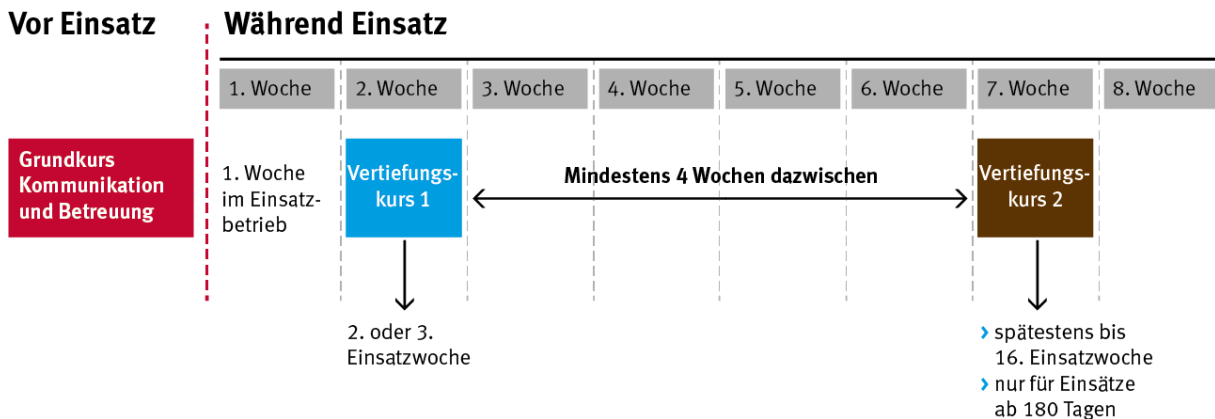 Vor Einsatz
Während Einsatz
1. Woche
2. Woche
3. Woche
4. Woche
5. Woche
6. Woche
7. Woche
8. Woche
Grundkurs
Kommunikation
und Betreuung
1. Woche
im Einsatz-
betrieb
Vertiefungs-
kurs 1
Mindestens 4 Wochen dazwischen
Vertiefungs-
kurs 2
2. oder 3.
Einsatzwoche
› spätestens bis
16. Einsatzwoche
› nur für Einsätze
ab 180 Tagen